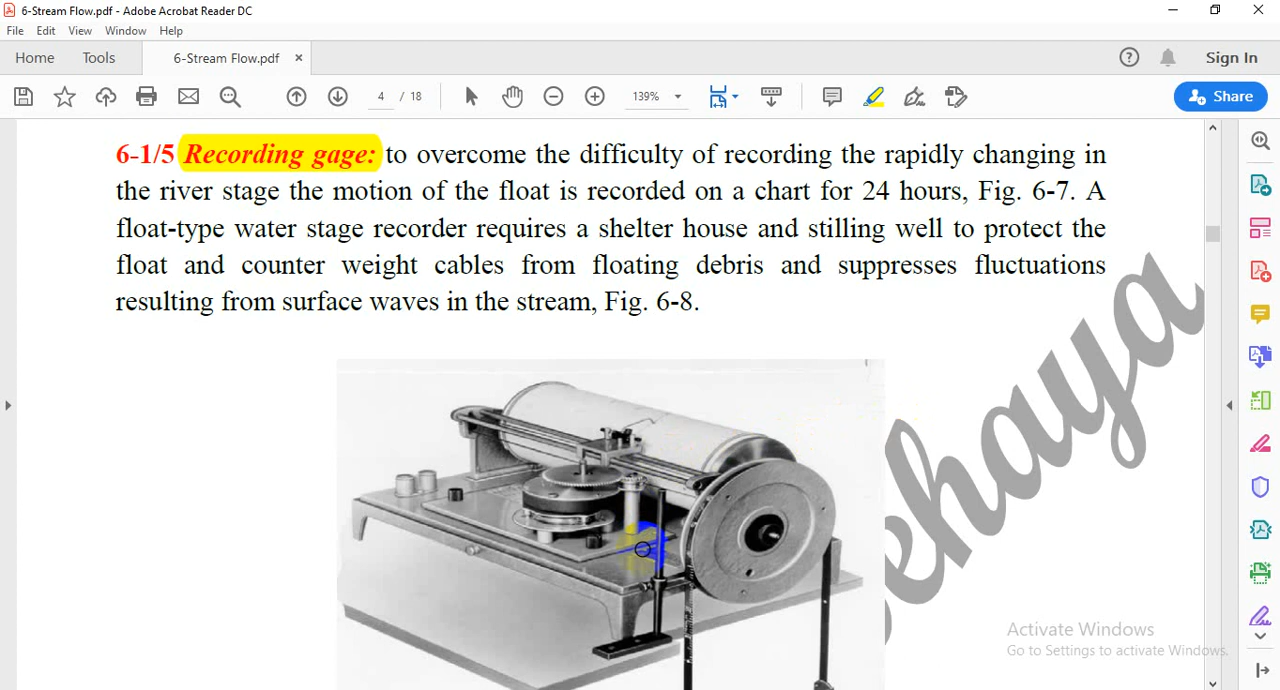 6-Stream Flow.pdf - Adobe Acrobat Reader DC
File Edit View Window Help
Home Tools 6-Stream Flow.pdf × Sign In
4 / 18 139% Share
6-1/5 Recording gage: to overcome the difficulty of recording the rapidly changing in
the river stage the motion of the float is recorded on a chart for 24 hours, Fig. 6-7. A
float-type water stage recorder requires a shelter house and stilling well to protect the
float and counter weight cables from floating debris and suppresses fluctuations
resulting from surface waves in the stream, Fig. 6-8.
Activate Windows
Go to Settings to activate Windows.